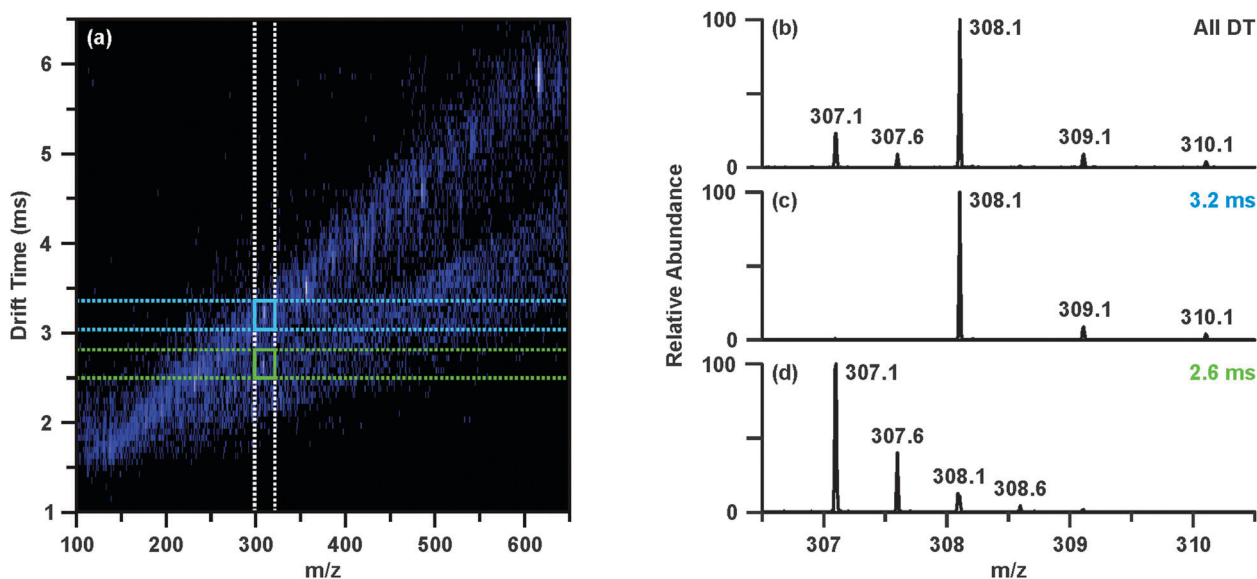 (a)
6
5
4
3
2
1
Drift Time (ms)
100 200 300 400 500 600
m/z
(b) All DT
100
0
307.1 307.6 308.1 309.1 310.1
(c) 3.2 ms
100
0
308.1 309.1 310.1
(d) 2.6 ms
100
0
307.1 307.6 308.1 308.6
Relative Abundance
307 308 309 310
m/z